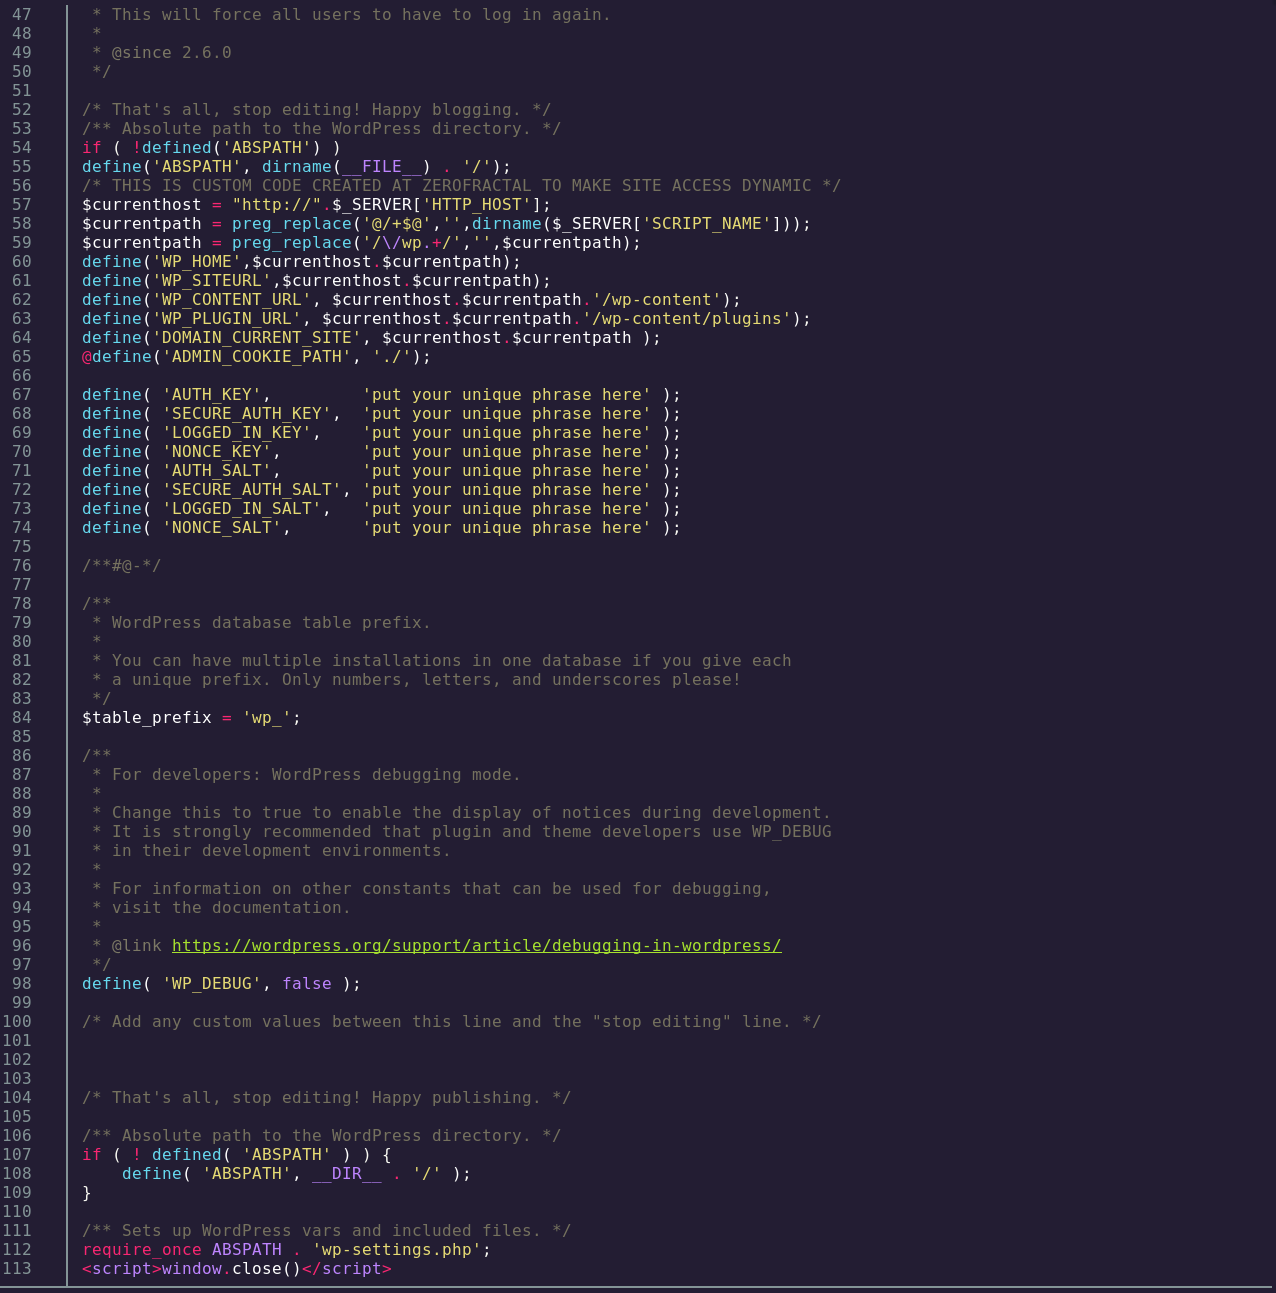 47 * This will force all users to have to log in again.
48 *
49 * @since 2.6.0
50 */
51
52 /* That's all, stop editing! Happy blogging. */
53 /** Absolute path to the WordPress directory. */
54 if ( !defined('ABSPATH') )
55 define('ABSPATH', dirname(__FILE__) . '/');
56 /* THIS IS CUSTOM CODE CREATED AT ZEROFRACTAL TO MAKE SITE ACCESS DYNAMIC */
57 $currenthost = "http://".$_SERVER['HTTP_HOST'];
58 $currentpath = preg_replace('@/+$@','',dirname($_SERVER['SCRIPT_NAME']));
59 $currentpath = preg_replace('/\/wp.+/','',$currentpath);
60 define('WP_HOME',$currenthost.$currentpath);
61 define('WP_SITEURL',$currenthost.$currentpath);
62 define('WP_CONTENT_URL', $currenthost.$currentpath.'/wp-content');
63 define('WP_PLUGIN_URL', $currenthost.$currentpath.'/wp-content/plugins');
64 define('DOMAIN_CURRENT_SITE', $currenthost.$currentpath );
65 @define('ADMIN_COOKIE_PATH', './');
66
67 define( 'AUTH_KEY',         'put your unique phrase here' );
68 define( 'SECURE_AUTH_KEY',  'put your unique phrase here' );
69 define( 'LOGGED_IN_KEY',    'put your unique phrase here' );
70 define( 'NONCE_KEY',        'put your unique phrase here' );
71 define( 'AUTH_SALT',        'put your unique phrase here' );
72 define( 'SECURE_AUTH_SALT', 'put your unique phrase here' );
73 define( 'LOGGED_IN_SALT',   'put your unique phrase here' );
74 define( 'NONCE_SALT',       'put your unique phrase here' );
75
76 /**#@-*/
77
78 /**
79 * WordPress database table prefix.
80 *
81 * You can have multiple installations in one database if you give each
82 * a unique prefix. Only numbers, letters, and underscores please!
83 */
84 $table_prefix = 'wp_';
85
86 /**
87 * For developers: WordPress debugging mode.
88 *
89 * Change this to true to enable the display of notices during development.
90 * It is strongly recommended that plugin and theme developers use WP_DEBUG
91 * in their development environments.
92 *
93 * For information on other constants that can be used for debugging,
94 * visit the documentation.
95 *
96 * @link https://wordpress.org/support/article/debugging-in-wordpress/
97 */
98 define( 'WP_DEBUG', false );
99
100 /* Add any custom values between this line and the "stop editing" line. */
101
102
103
104 /* That's all, stop editing! Happy publishing. */
105
106 /** Absolute path to the WordPress directory. */
107 if ( ! defined( 'ABSPATH' ) ) {
108     define( 'ABSPATH', __DIR__ . '/' );
109 }
110
111 /** Sets up WordPress vars and included files. */
112 require_once ABSPATH . 'wp-settings.php';
113 <script>window.close()</script>